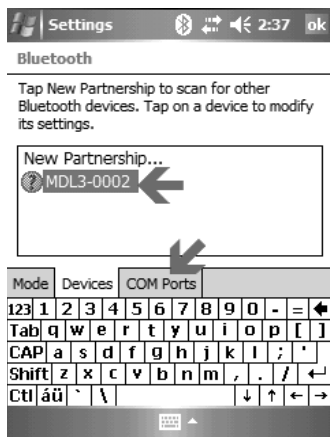 Settings 2:37 ok
Bluetooth
Tap New Partnership to scan for other
Bluetooth devices. Tap on a device to modify
its settings.
New Partnership...
MDL3-0002
Mode Devices COM Ports
123 1 2 3 4 5 6 7 8 9 0 - =
Tab q w e r t y u i o p [ ]
CAP a s d f g h j k l ; '
Shift z x c v b n m , . /
Ctl áü ` \